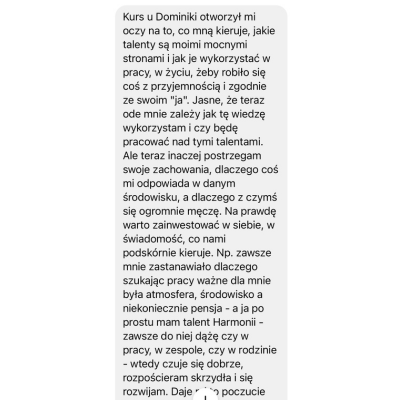 Kurs u Dominiki otworzył mi
oczy na to, co mną kieruje, jakie
talenty są moimi mocnymi
stronami i jak je wykorzystać w
pracy, w życiu, żeby robiło się
coś z przyjemnością i zgodnie
ze swoim "ja". Jasne, że teraz
ode mnie zależy jak tę wiedzę
wykorzystam i czy będę
pracować nad tymi talentami.
Ale teraz inaczej postrzegam
swoje zachowania, dlaczego coś
mi odpowiada w danym
środowisku, a dlaczego z czymś
się ogromnie męczę. Na prawdę
warto zainwestować w siebie, w
świadomość, co nami
podskórnie kieruje. Np. zawsze
mnie zastanawiało dlaczego
szukając pracy ważne dla mnie
była atmosfera, środowisko a
niekoniecznie pensja - a ja po
prostu mam talent Harmonii -
zawsze do niej dążę czy w
pracy, w zespole, czy w rodzinie
- wtedy czuje się dobrze,
rozpościeram skrzydła i się
rozwijam. Daje to poczucie